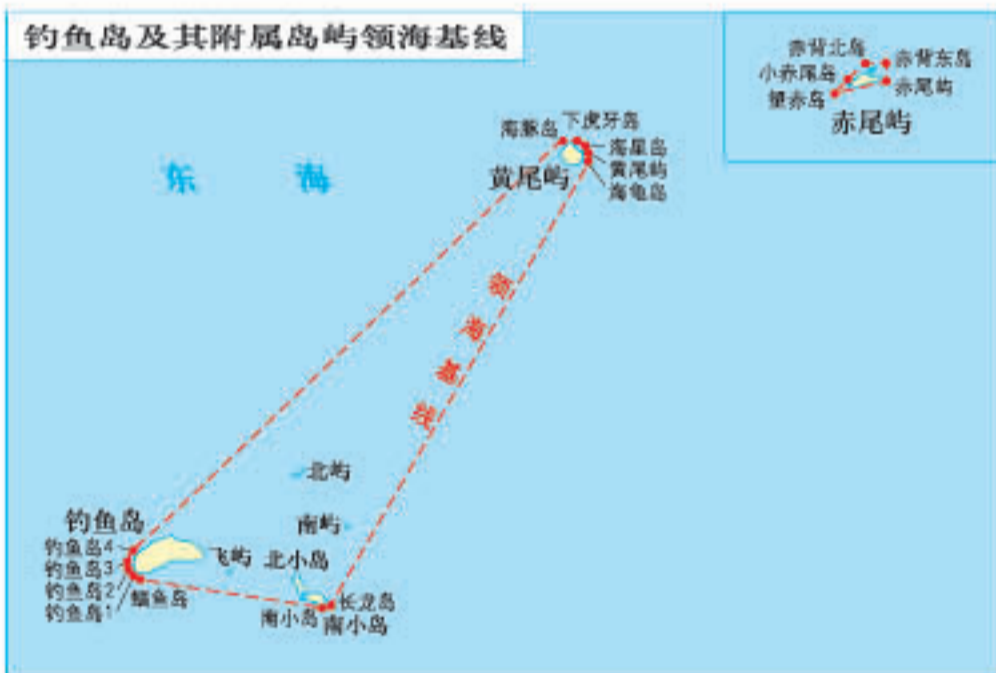 钓鱼岛及其附属岛屿领海基线
赤背北岛
赤背东岛
小赤尾岛
赤尾屿
望赤岛
赤尾屿
海豚岛
下虎牙岛
海星岛
黄尾屿
黄尾屿
海龟岛
东海
领海基线
北屿
南屿
钓鱼岛
钓鱼岛4
钓鱼岛3
钓鱼岛2
钓鱼岛1
飞屿
北小岛
鲳鱼岛
长龙岛
南小岛
南小岛